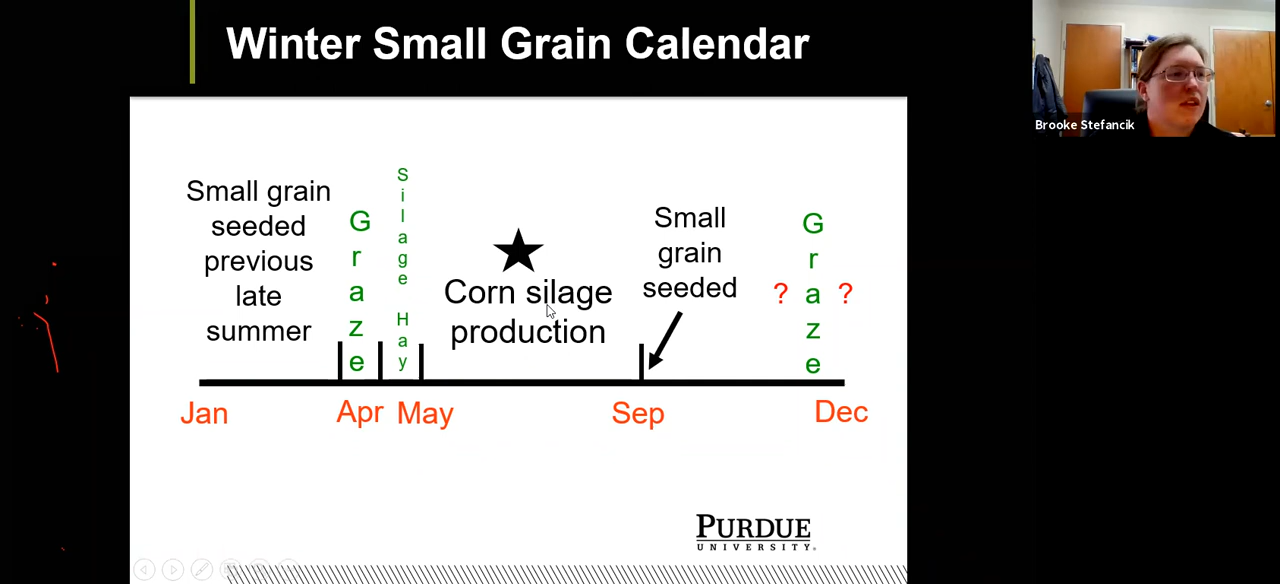 Winter Small Grain Calendar
Brooke Stefancik
Small grain
seeded
previous
late
summer
Graze
Silage Hay
Corn silage
production
Small
grain
seeded
? Graze ?
Jan Apr May Sep Dec
PURDUE
UNIVERSITY®